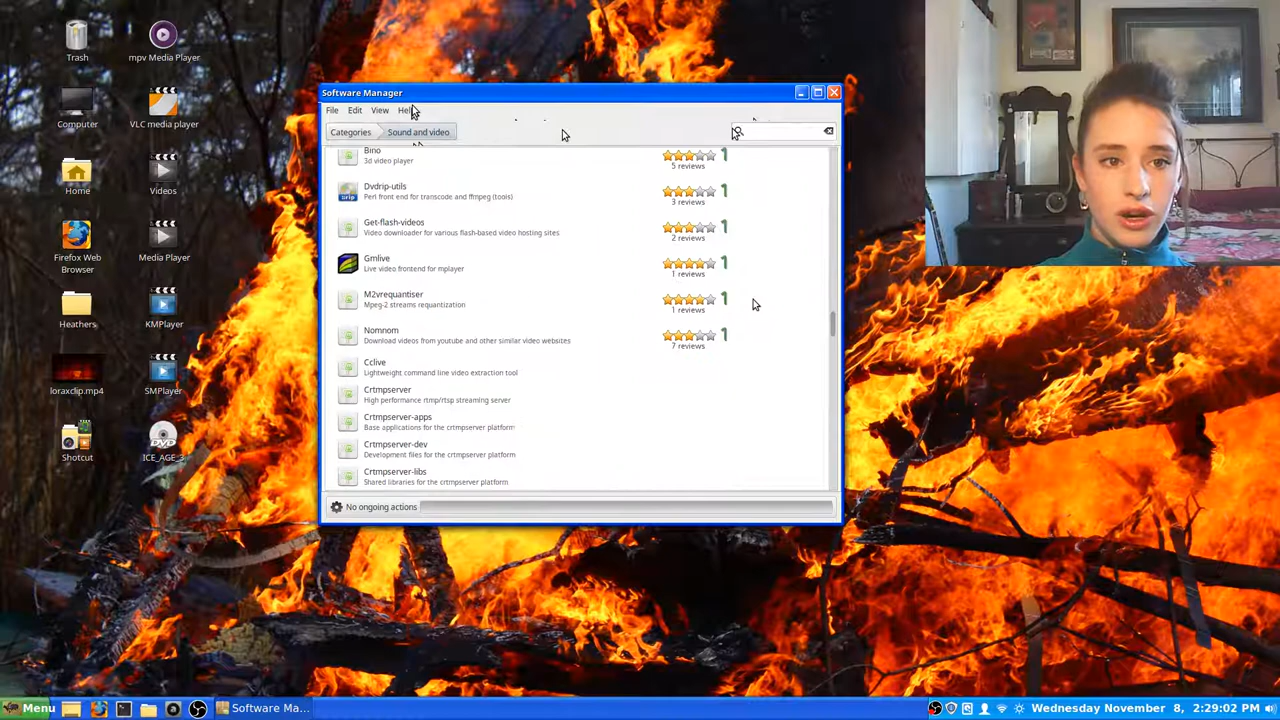 Trash
mpv Media Player
Computer
VLC media player
Home
Videos
Firefox Web
Browser
Media Player
Heathers
KMPlayer
loraxclip.mp4
SMPlayer
Shotcut
ICE_AGE_3
Software Manager
File Edit View Help
Categories Sound and video
Bino
3d video player
5 reviews
Dvdrip-utils
Perl front end for transcode and ffmpeg (tools)
3 reviews
Get-flash-videos
Video downloader for various flash-based video hosting sites
2 reviews
Gmlive
Live video frontend for mplayer
1 reviews
M2vrequantiser
Mpeg-2 streams requantization
1 reviews
Nomnom
Download videos from youtube and other similar video websites
7 reviews
Cclive
Lightweight command line video extraction tool
Crtmpserver
High performance rtmp/rtsp streaming server
Crtmpserver-apps
Base applications for the crtmpserver platform
Crtmpserver-dev
Development files for the crtmpserver platform
Crtmpserver-libs
Shared libraries for the crtmpserver platform
No ongoing actions
Menu
Software Ma...
Wednesday November 8, 2:29:02 PM